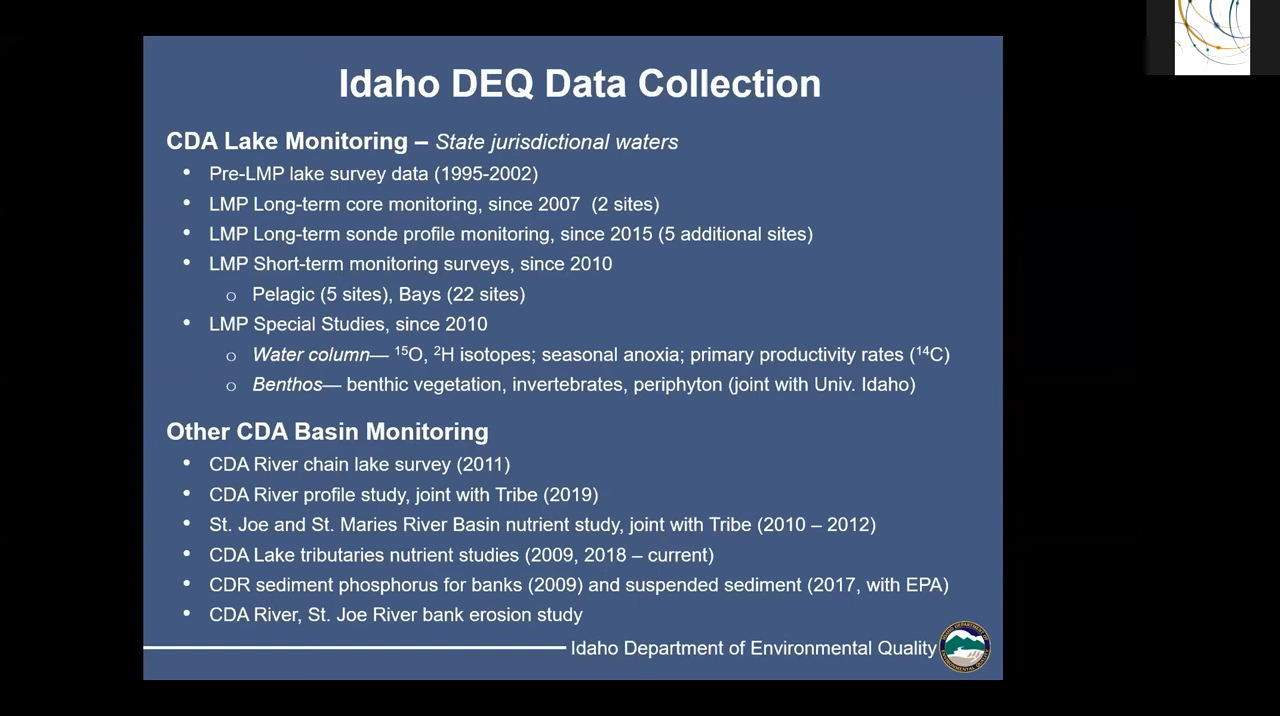 Idaho DEQ Data Collection
CDA Lake Monitoring – State jurisdictional waters
• Pre-LMP lake survey data (1995-2002)
• LMP Long-term core monitoring, since 2007 (2 sites)
• LMP Long-term sonde profile monitoring, since 2015 (5 additional sites)
• LMP Short-term monitoring surveys, since 2010
o Pelagic (5 sites), Bays (22 sites)
• LMP Special Studies, since 2010
o Water column— ¹⁵O, ²H isotopes; seasonal anoxia; primary productivity rates (¹⁴C)
o Benthos— benthic vegetation, invertebrates, periphyton (joint with Univ. Idaho)
Other CDA Basin Monitoring
• CDA River chain lake survey (2011)
• CDA River profile study, joint with Tribe (2019)
• St. Joe and St. Maries River Basin nutrient study, joint with Tribe (2010 – 2012)
• CDA Lake tributaries nutrient studies (2009, 2018 – current)
• CDR sediment phosphorus for banks (2009) and suspended sediment (2017, with EPA)
• CDA River, St. Joe River bank erosion study
Idaho Department of Environmental Quality